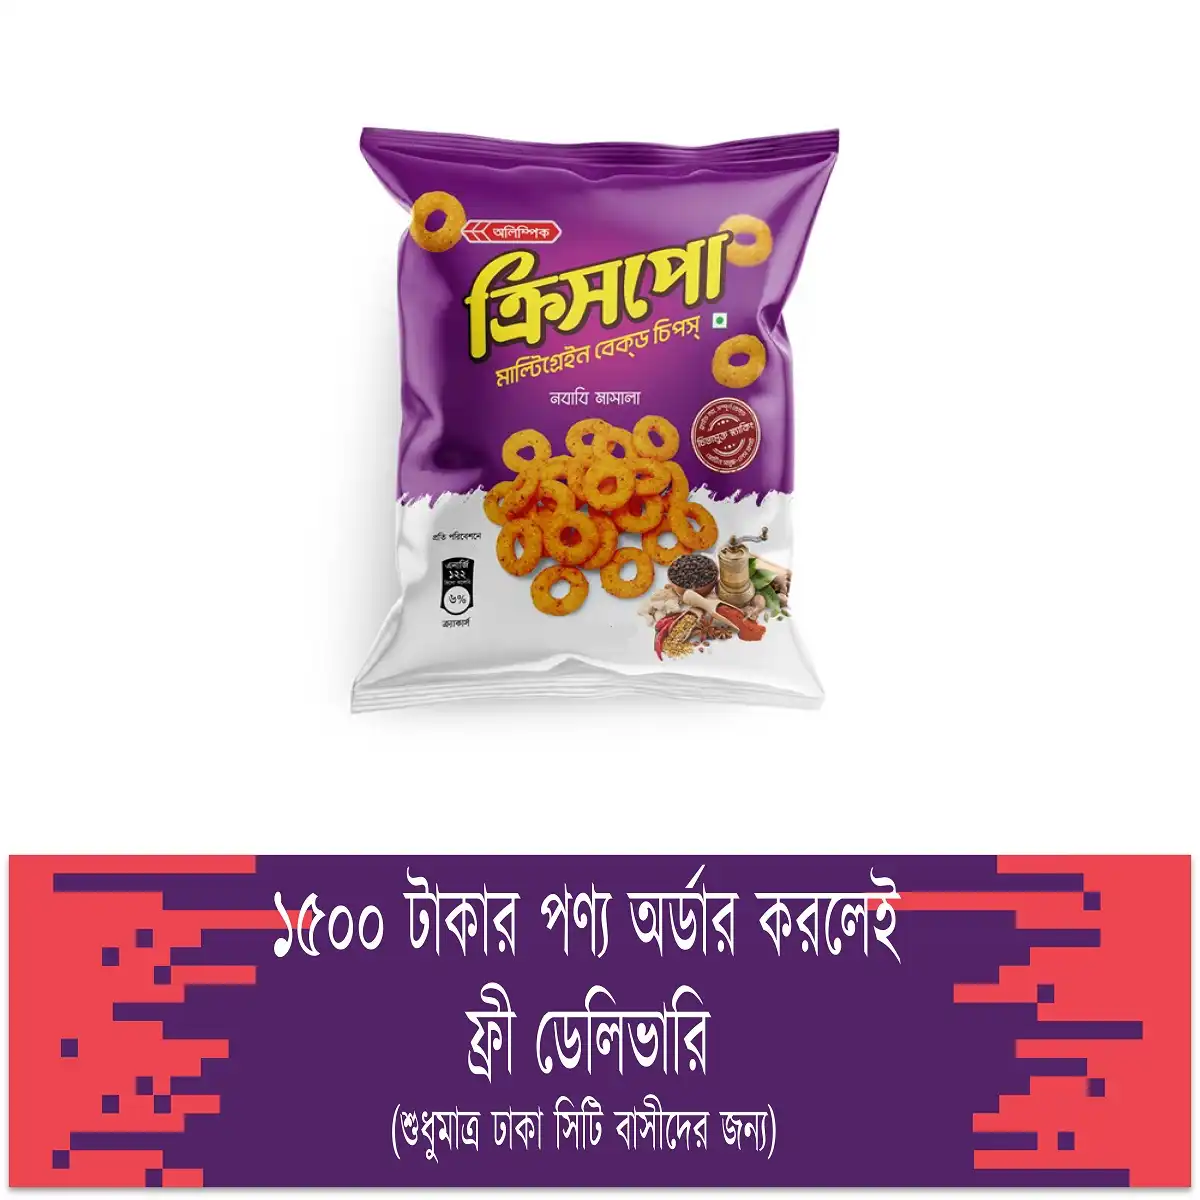 অলিম্পিক
ক্রিসপো
মাল্টিগ্রেইন বেক্‌ড চিপস্
নবাবি মাসালা
চিন্তামুক্ত স্ন্যাকিং
প্রতি পরিবেশনে
এনার্জি
১২২
৬%
ক্র্যাকার্স
১৫০০ টাকার পণ্য অর্ডার করলেই
ফ্রী ডেলিভারি
(শুধুমাত্র ঢাকা সিটি বাসীদের জন্য)